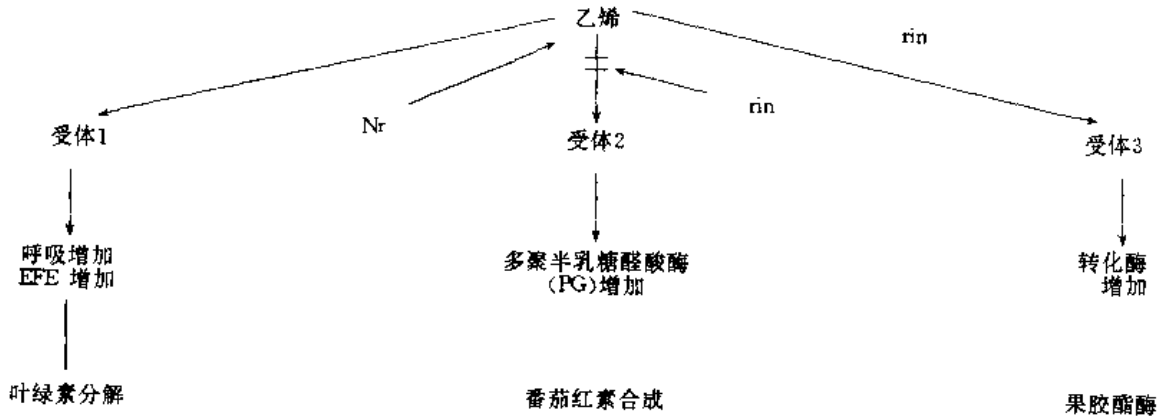 乙烯
rin
Nr
rin
受体1
受体2
受体3
呼吸增加
EFE 增加
多聚半乳糖醛酸酶
(PG)增加
转化酶
增加
叶绿素分解
番茄红素合成
果胶酯酶